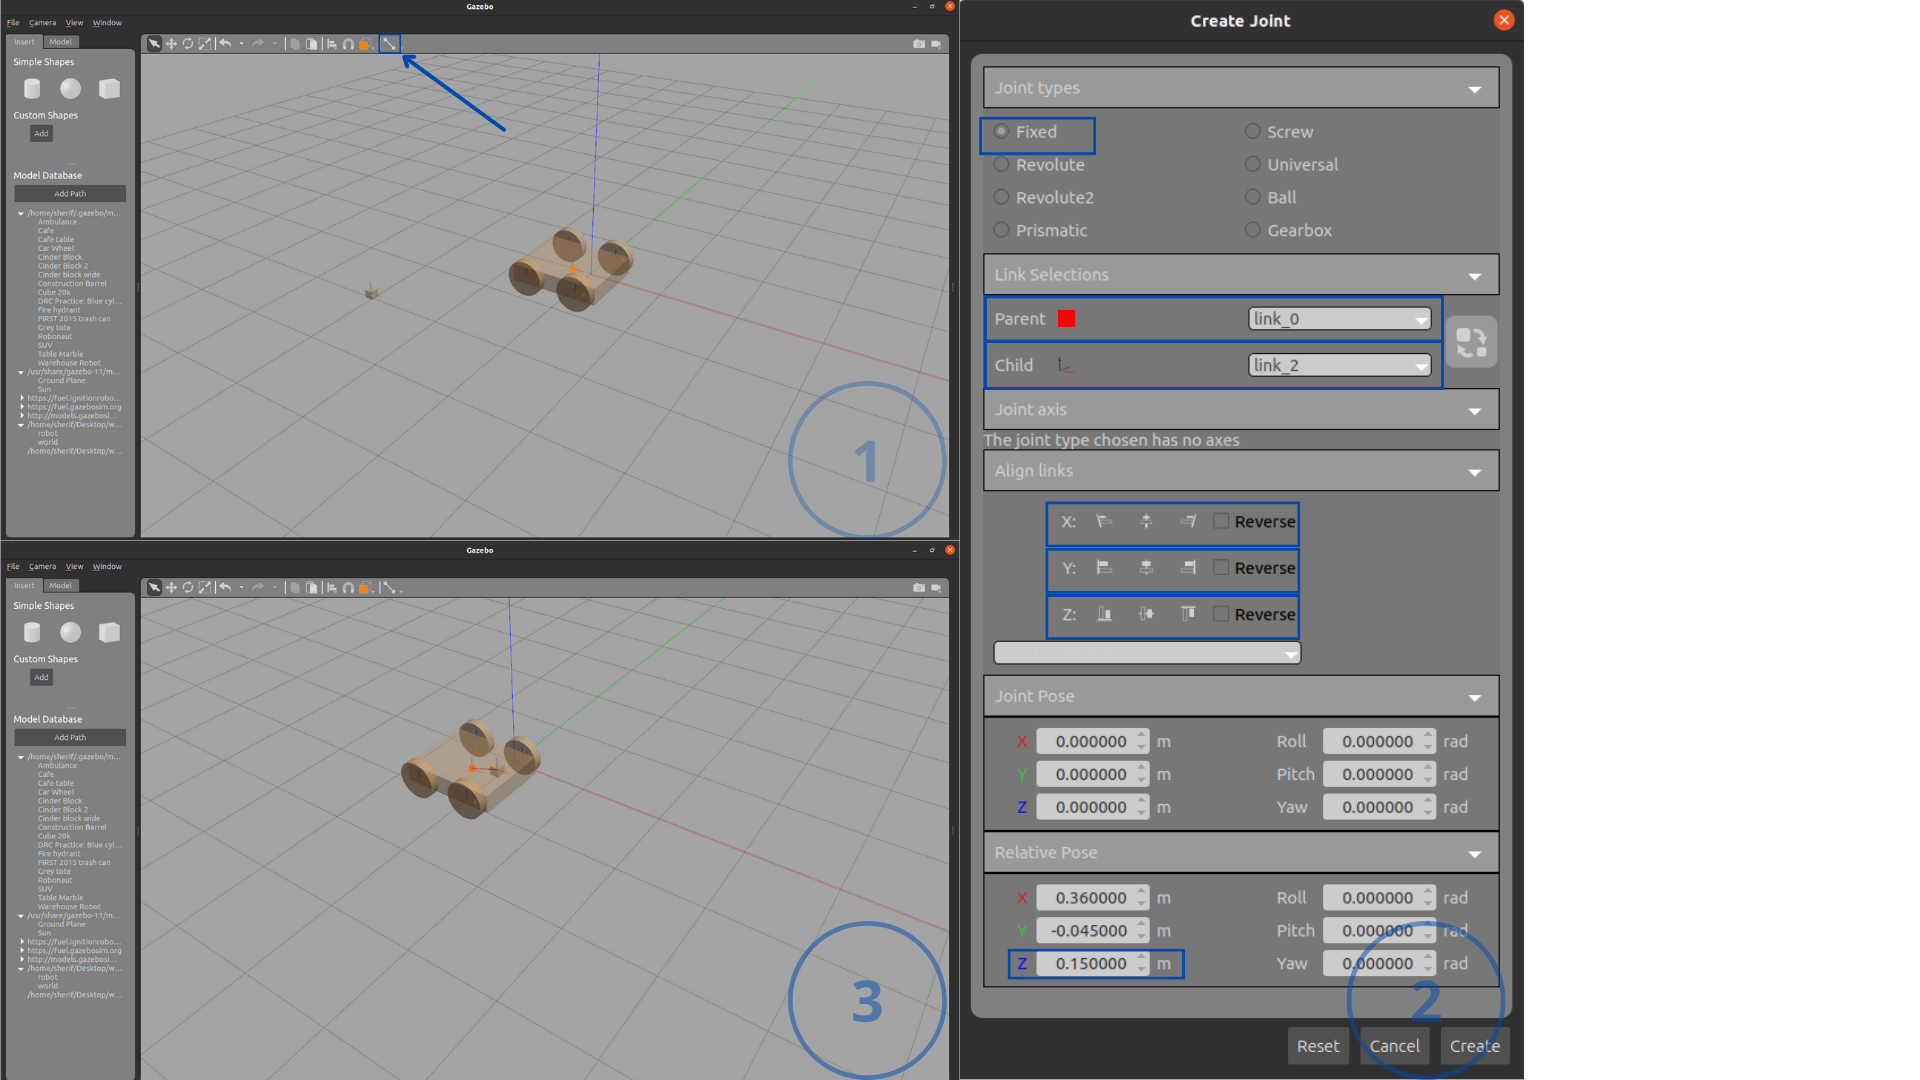 Gazebo
File Camera View Window
Insert Model
Simple Shapes
Custom Shapes
Add
Model Database
Add Path
/home/sherif/.gazebo/m...
Ambulance
Cafe
Cafe table
Car Wheel
Cinder Block
Cinder Block 2
Cinder block wide
Construction Barrel
Cube 20k
DRC Practice: Blue cyl...
Fire hydrant
FIRST 2015 trash can
Grey tote
Robonaut
SUV
Table Marble
Warehouse Robot
/usr/share/gazebo-11/m...
Ground Plane
Sun
https://fuel.ignitionrobo...
https://fuel.gazebosim.org
http://models.gazebosi...
/home/sherif/Desktop/w...
robot
world
/home/sherif/Desktop/w...
1
Gazebo
File Camera View Window
Insert Model
Simple Shapes
Custom Shapes
Add
Model Database
Add Path
/home/sherif/.gazebo/m...
Ambulance
Cafe
Cafe table
Car Wheel
Cinder Block
Cinder Block 2
Cinder block wide
Construction Barrel
Cube 20k
DRC Practice: Blue cyl...
Fire hydrant
FIRST 2015 trash can
Grey tote
Robonaut
SUV
Table Marble
Warehouse Robot
/usr/share/gazebo-11/m...
Ground Plane
Sun
https://fuel.ignitionrobo...
https://fuel.gazebosim.org
http://models.gazebosi...
/home/sherif/Desktop/w...
robot
world
/home/sherif/Desktop/w...
3
Create Joint
Joint types
Fixed Screw
Revolute Universal
Revolute2 Ball
Prismatic Gearbox
Link Selections
Parent link_0
Child link_2
Joint axis
The joint type chosen has no axes
Align links
X: Reverse
Y: Reverse
Z: Reverse
Joint Pose
X 0.000000 m Roll 0.000000 rad
Y 0.000000 m Pitch 0.000000 rad
Z 0.000000 m Yaw 0.000000 rad
Relative Pose
X 0.360000 m Roll 0.000000 rad
Y -0.045000 m Pitch 0.000000 rad
Z 0.150000 m Yaw 0.000000 rad
2
Reset Cancel Create